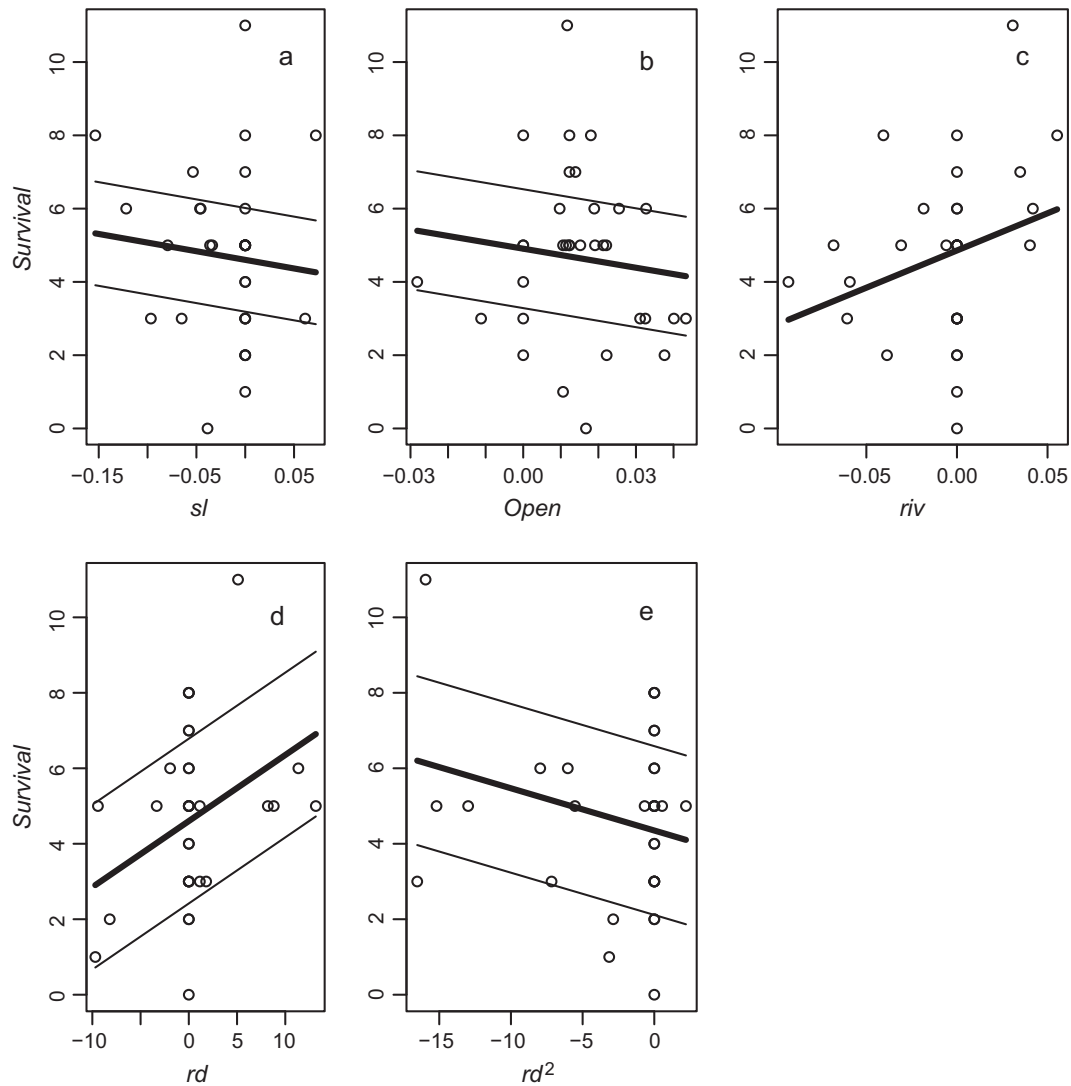 a
b
c
Survival
0 2 4 6 8 10
0 2 4 6 8 10
0 2 4 6 8 10
−0.15 −0.05 0.05
−0.03 0.00 0.03
−0.05 0.00 0.05
sl
Open
riv
d
e
Survival
0 2 4 6 8 10
0 2 4 6 8 10
−10 0 5 10
−15 −10 −5 0
rd
rd²